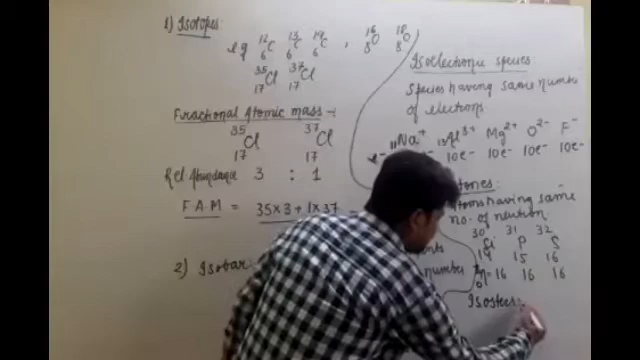 1) Isotopes
eg 12 6 C 13 6 C 14 6 C , 16 8 O 18 8 O
35 17 Cl 37 17 Cl
Fractional Atomic mass :-
35 17 Cl 37 17 Cl
Rel. Abundance 3 : 1
F.A.M = 35×3+1×37
2) Isobar
number
Isoelectronic species
Species having same number
of electrons
11Na+ 13Al3+ Mg2+ O2- F-
e- 10e- 10e- 10e- 10e-
tones:
Atoms having same
no. of neutron
30 14 Si 31 15 P 32 16 S
n= 16 16 16
Isosters: